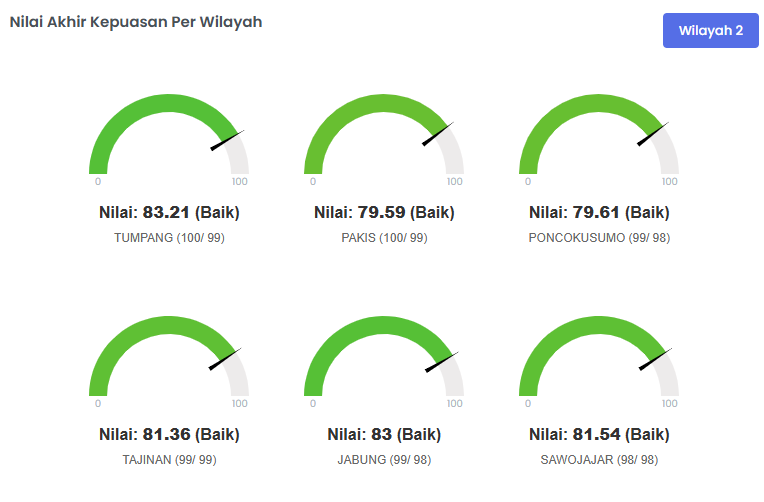 Nilai Akhir Kepuasan Per Wilayah
Wilayah 2
0 100
0 100
0 100
Nilai: 83.21 (Baik)
Nilai: 79.59 (Baik)
Nilai: 79.61 (Baik)
TUMPANG (100/ 99)
PAKIS (100/ 99)
PONCOKUSUMO (99/ 98)
0 100
0 100
0 100
Nilai: 81.36 (Baik)
Nilai: 83 (Baik)
Nilai: 81.54 (Baik)
TAJINAN (99/ 99)
JABUNG (99/ 98)
SAWOJAJAR (98/ 98)